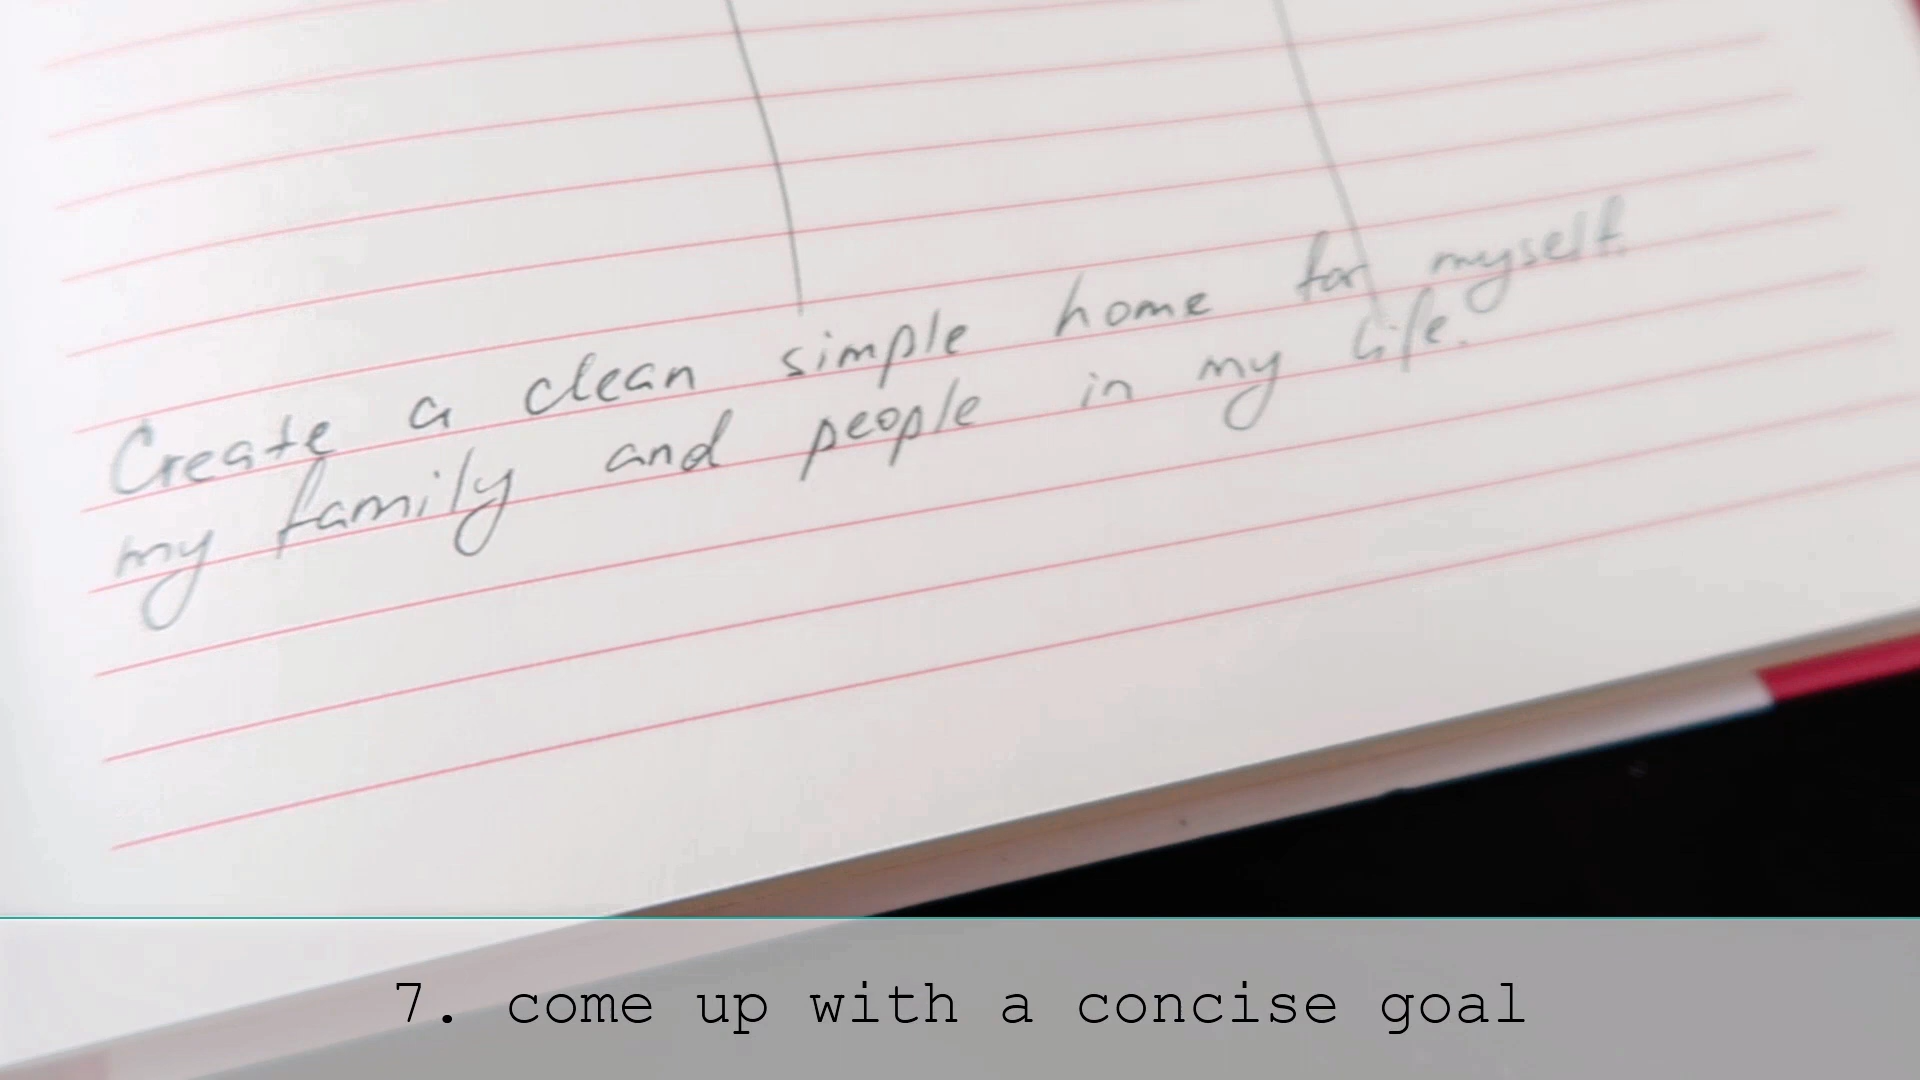 Create a clean simple home for myself
my family and people in my life.
7. come up with a concise goal